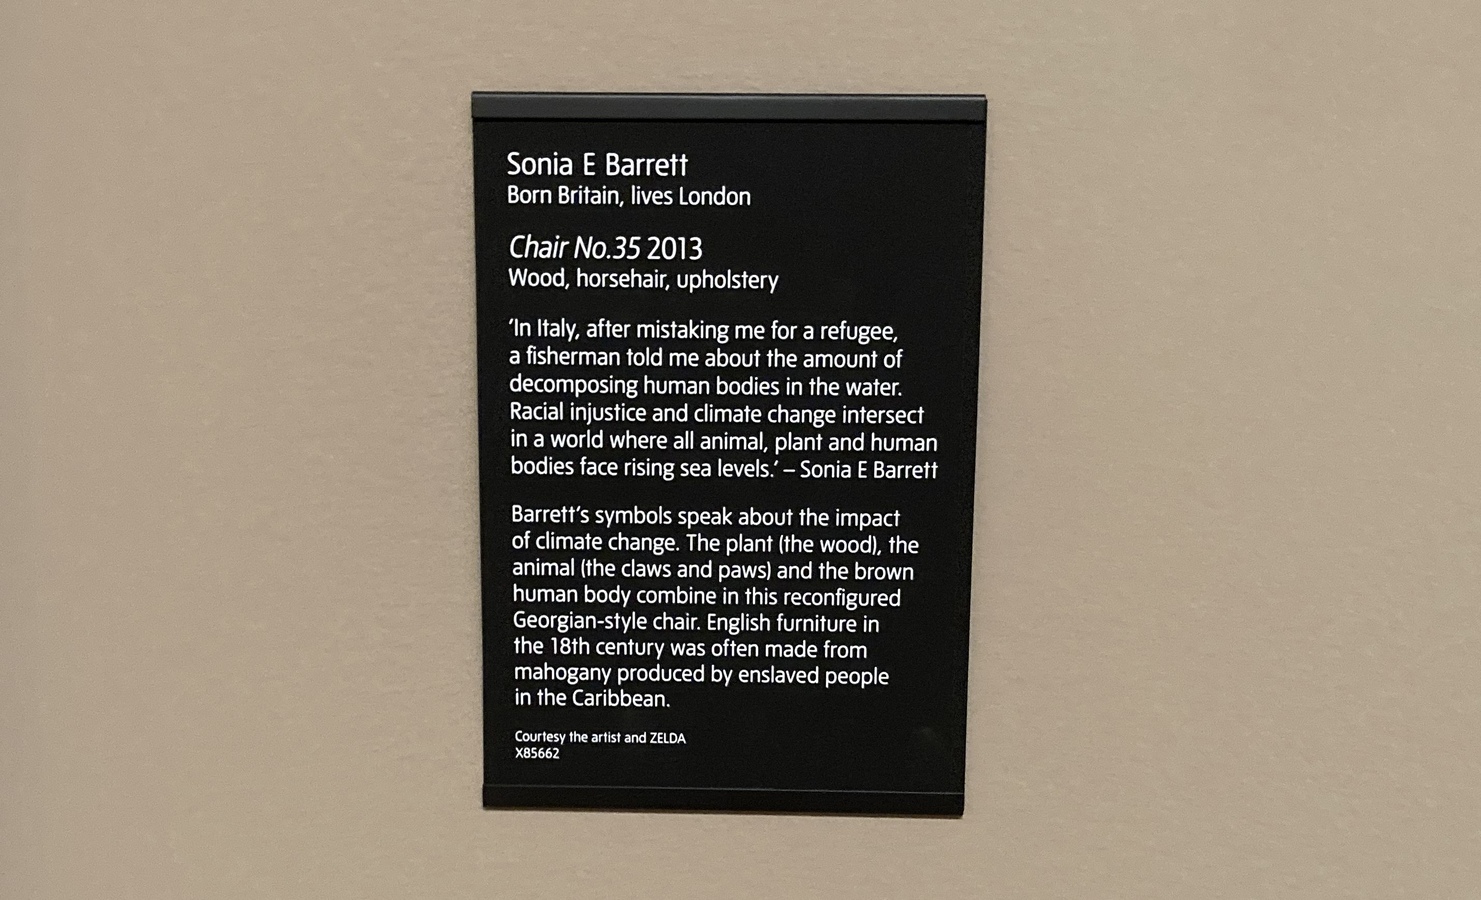 Sonia E Barrett
Born Britain, lives London
Chair No.35 2013
Wood, horsehair, upholstery
‘In Italy, after mistaking me for a refugee,
a fisherman told me about the amount of
decomposing human bodies in the water.
Racial injustice and climate change intersect
in a world where all animal, plant and human
bodies face rising sea levels.’ – Sonia E Barrett
Barrett’s symbols speak about the impact
of climate change. The plant (the wood), the
animal (the claws and paws) and the brown
human body combine in this reconfigured
Georgian-style chair. English furniture in
the 18th century was often made from
mahogany produced by enslaved people
in the Caribbean.
Courtesy the artist and ZELDA
X85662